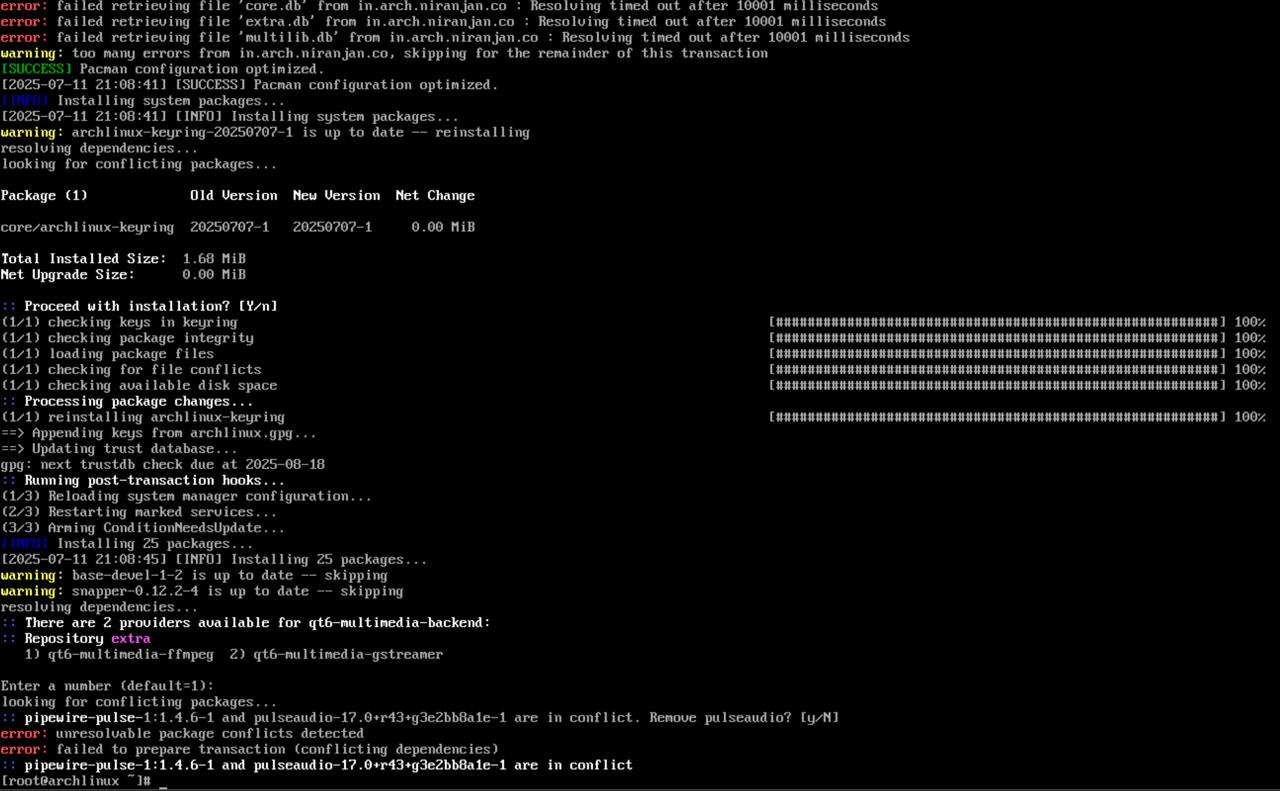 error: failed retrieving file 'core.db' from in.arch.niranjan.co : Resolving timed out after 10001 milliseconds
error: failed retrieving file 'extra.db' from in.arch.niranjan.co : Resolving timed out after 10001 milliseconds
error: failed retrieving file 'multilib.db' from in.arch.niranjan.co : Resolving timed out after 10001 milliseconds
warning: too many errors from in.arch.niranjan.co, skipping for the remainder of this transaction
[SUCCESS] Pacman configuration optimized.
[2025-07-11 21:08:41] [SUCCESS] Pacman configuration optimized.
[INFO] Installing system packages...
[2025-07-11 21:08:41] [INFO] Installing system packages...
warning: archlinux-keyring-20250707-1 is up to date -- reinstalling
resolving dependencies...
looking for conflicting packages...
Package (1) Old Version New Version Net Change
core/archlinux-keyring 20250707-1 20250707-1 0.00 MiB
Total Installed Size: 1.68 MiB
Net Upgrade Size: 0.00 MiB
:: Proceed with installation? [Y/n]
(1/1) checking keys in keyring [########################################################] 100%
(1/1) checking package integrity [########################################################] 100%
(1/1) loading package files [########################################################] 100%
(1/1) checking for file conflicts [########################################################] 100%
(1/1) checking available disk space [########################################################] 100%
:: Processing package changes...
(1/1) reinstalling archlinux-keyring [########################################################] 100%
==> Appending keys from archlinux.gpg...
==> Updating trust database...
gpg: next trustdb check due at 2025-08-18
:: Running post-transaction hooks...
(1/3) Reloading system manager configuration...
(2/3) Restarting marked services...
(3/3) Arming ConditionNeedsUpdate...
[INFO] Installing 25 packages...
[2025-07-11 21:08:45] [INFO] Installing 25 packages...
warning: base-devel-1-2 is up to date -- skipping
warning: snapper-0.12.2-4 is up to date -- skipping
resolving dependencies...
:: There are 2 providers available for qt6-multimedia-backend:
:: Repository extra
1) qt6-multimedia-ffmpeg 2) qt6-multimedia-gstreamer
Enter a number (default=1):
looking for conflicting packages...
:: pipewire-pulse-1:1.4.6-1 and pulseaudio-17.0+r43+g3e2bb8a1e-1 are in conflict. Remove pulseaudio? [y/N]
error: unresolvable package conflicts detected
error: failed to prepare transaction (conflicting dependencies)
:: pipewire-pulse-1:1.4.6-1 and pulseaudio-17.0+r43+g3e2bb8a1e-1 are in conflict
[root@archlinux ~]# _